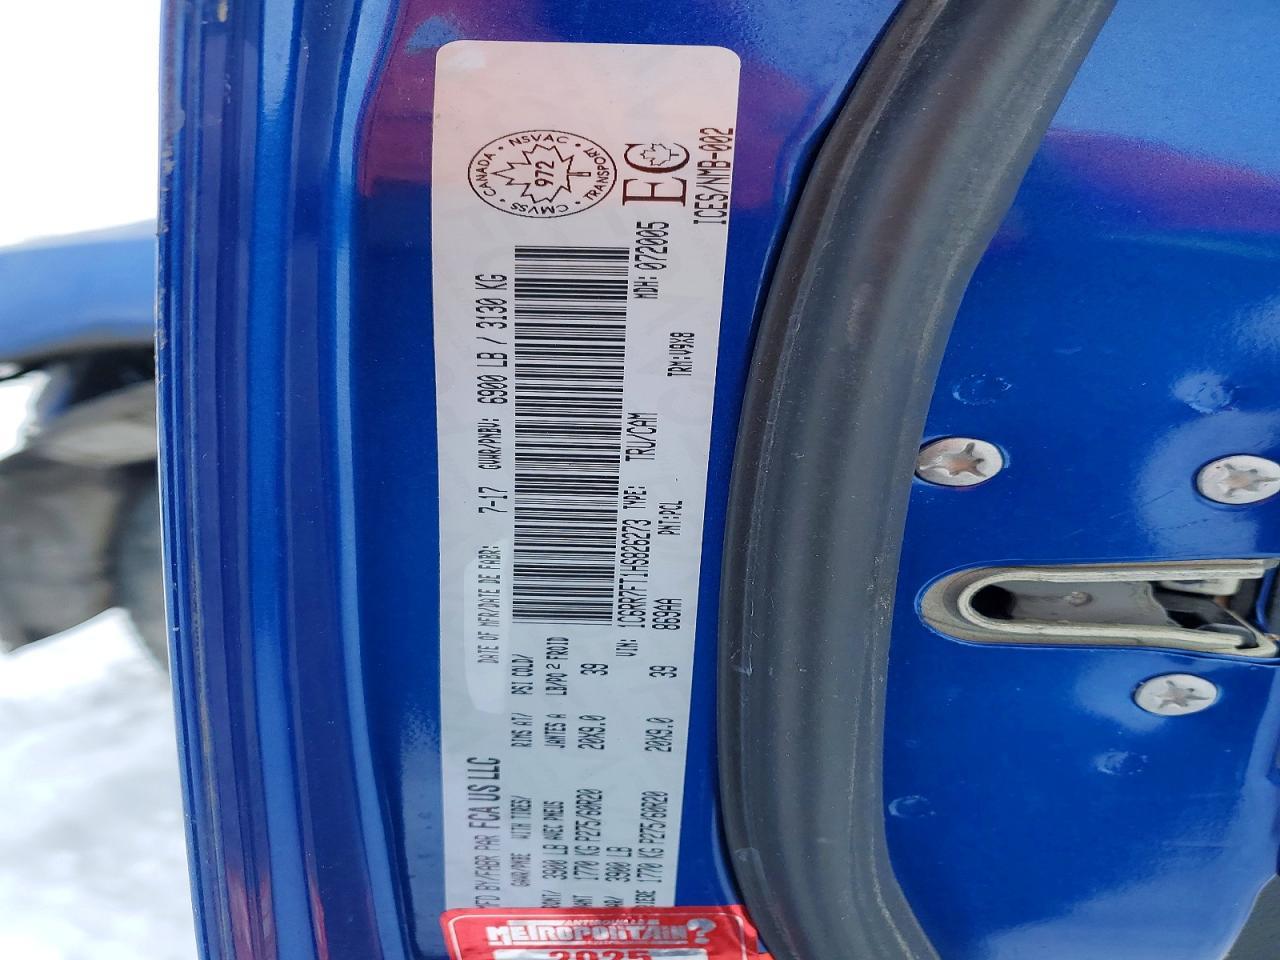 MFD BY/FABR PAR FCA US LLC
DATE OF MFR/DATE DE FABR: 7-17
GVWR/PNBV: 6900 LB / 3130 KG
GAWR/PNBE WITH TIRES/ RIMS AT/ PSI COLD/
3900 LB AVEC PNEUS JANTES A LB/PO 2 FROID
1770 KG P275/60R20 20X9.0 39
3900 LB
1770 KG P275/60R20 20X9.0 39
VIN: 1C6RR7FT1HS826273 TYPE: TRU/CAM
MDH: 072005
869AA PNT:PCL TRM:V9X8
CANADA • NSVAC • TRANSPORT • CMVSS •
972
EC
ICES/NMB-002
ANTIROUILLE
METROPOLITAIN
2025